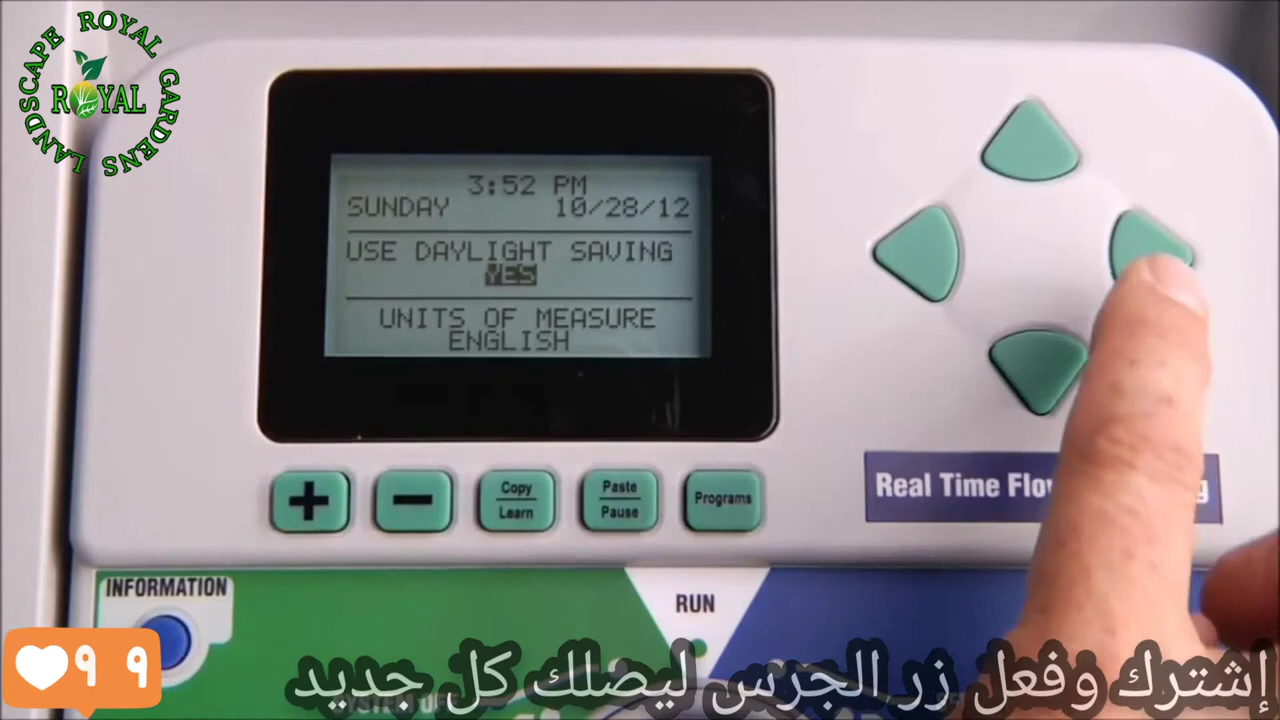 LANDSCAPE ROYAL GARDENS
ROYAL
3:52 PM
SUNDAY 10/28/12
USE DAYLIGHT SAVING
YES
UNITS OF MEASURE
ENGLISH
+ −
Copy
Learn
Paste
Pause
Programs
Real Time
INFORMATION
RUN
٩ ٩
إشترك وفعل زر الجرس ليصلك كل جديد